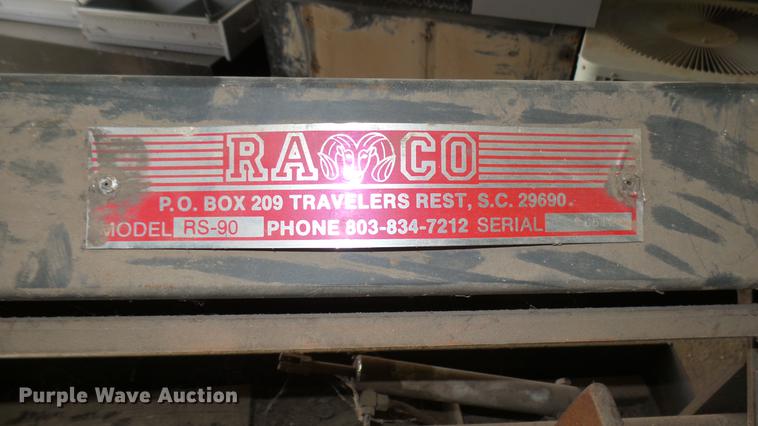 RAMCO
P.O. BOX 209 TRAVELERS REST, S.C. 29690
MODEL RS-90 PHONE 803-834-7212 SERIAL
Purple Wave Auction